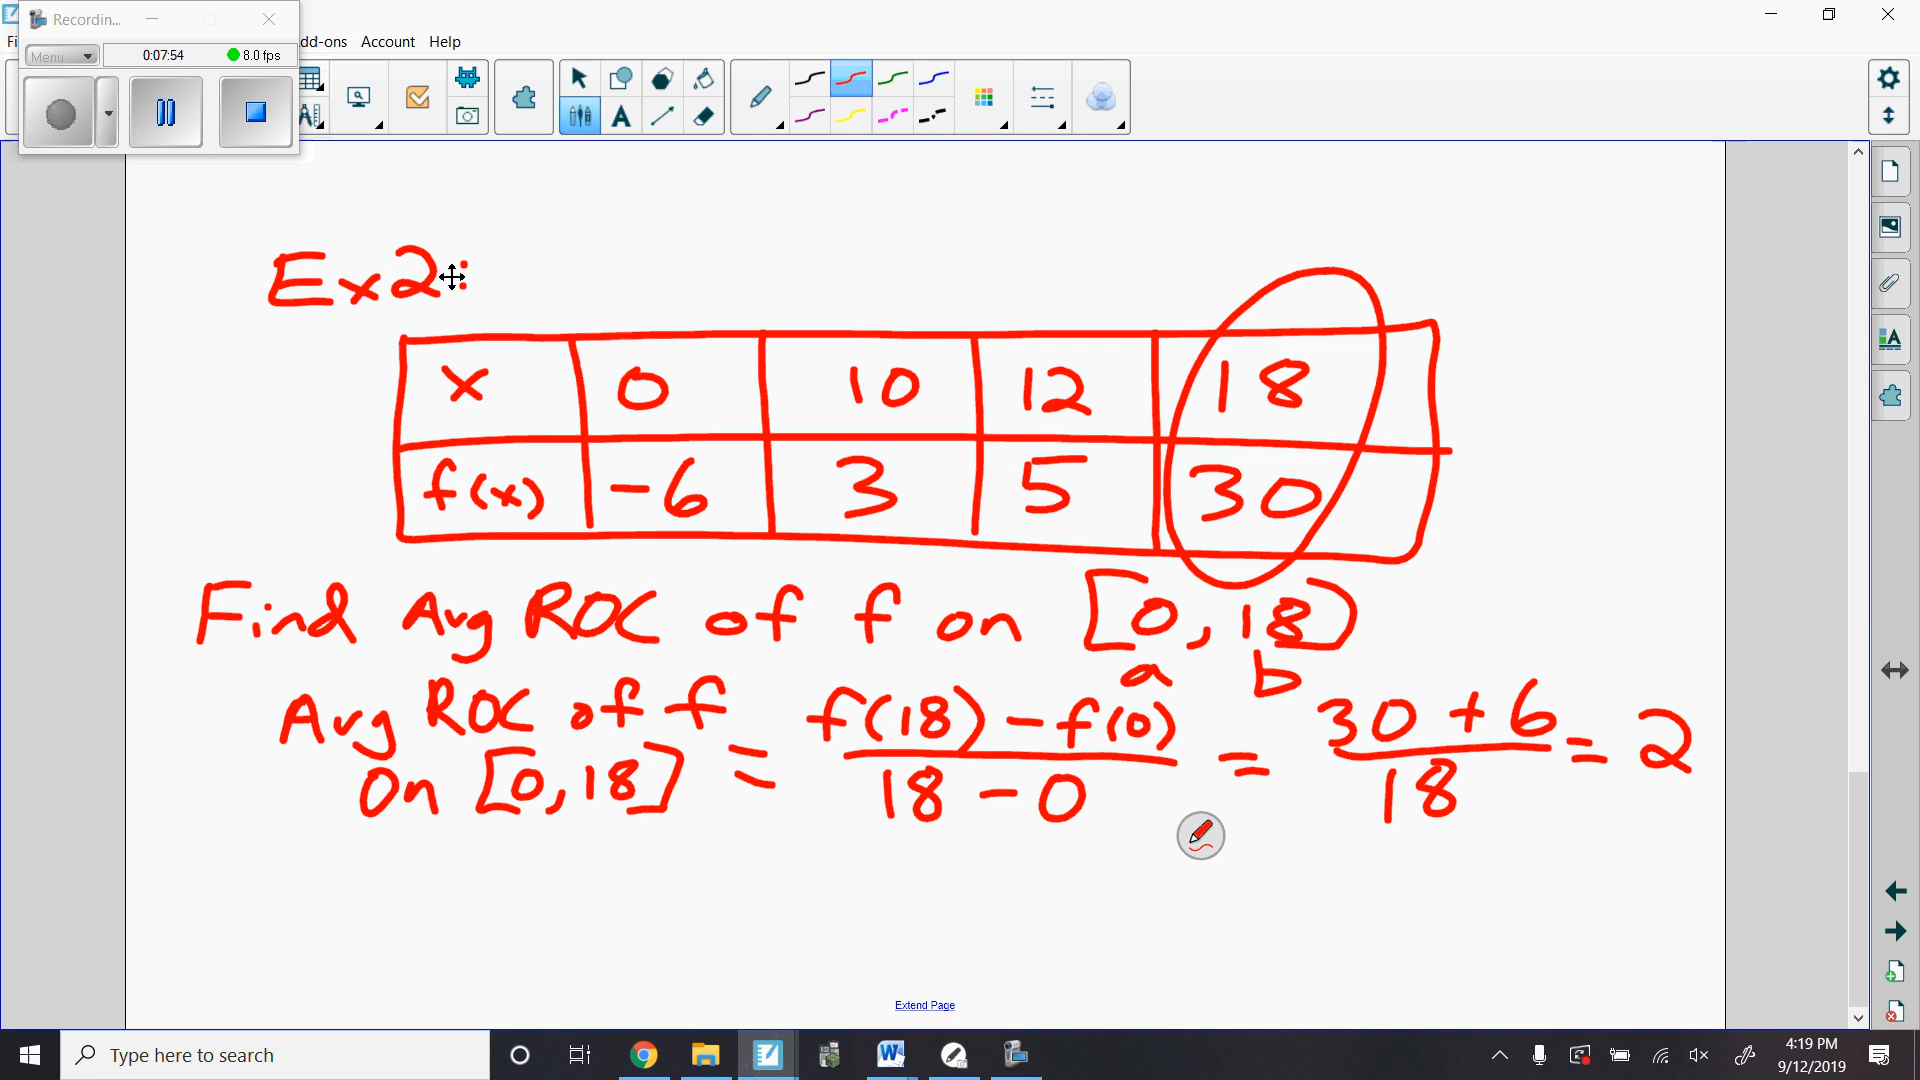 Recordin...
Menu
0:07:54
8.0 fps
Fi
dd-ons
Account
Help
Ex2:
x 0 10 12 18
f(x) -6 3 5 30
Find Avg ROC of f on [0, 18]
a b
Avg ROC of f
On [0,18]
=
f(18) - f(0)
18 - 0
=
30 + 6
18
= 2
Extend Page
Type here to search
4:19 PM
9/12/2019